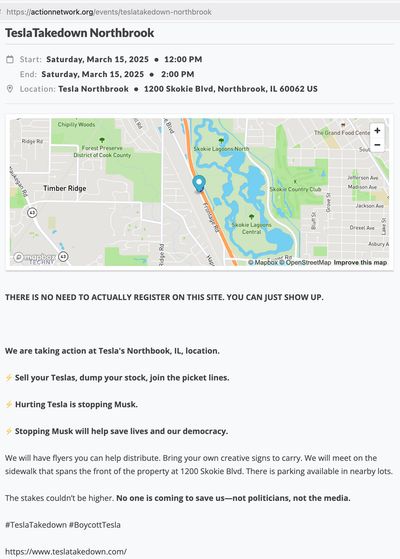 https://actionnetwork.org/events/teslatakedown-northbrook
TeslaTakedown Northbrook
Start: Saturday, March 15, 2025 • 12:00 PM
End: Saturday, March 15, 2025 • 2:00 PM
Location: Tesla Northbrook • 1200 Skokie Blvd, Northbrook, IL 60062 US
Chipilly Woods
Ridge Rd
Forest Preserve
District of Cook County
Timber Ridge
43
43
mapbox
TECHNY
Ridge Rd
Frontage Rd
Skokie Lagoons North
Skokie Country Club
Skokie Lagoons
Central
The Grand Food Center
Jefferson Ave
Madison Ave
Jackson Ave
Drexel Ave
Asbury A
Bluff St
Grove St
Lake S
+
−
© Mapbox © OpenStreetMap Improve this map
THERE IS NO NEED TO ACTUALLY REGISTER ON THIS SITE. YOU CAN JUST SHOW UP.
We are taking action at Tesla's Northbook, IL, location.
⚡ Sell your Teslas, dump your stock, join the picket lines.
⚡ Hurting Tesla is stopping Musk.
⚡ Stopping Musk will help save lives and our democracy.
We will have flyers you can help distribute. Bring your own creative signs to carry. We will meet on the
sidewalk that spans the front of the property at 1200 Skokie Blvd. There is parking available in nearby lots.
The stakes couldn't be higher. No one is coming to save us—not politicians, not the media.
#TeslaTakedown #BoycottTesla
https://www.teslatakedown.com/